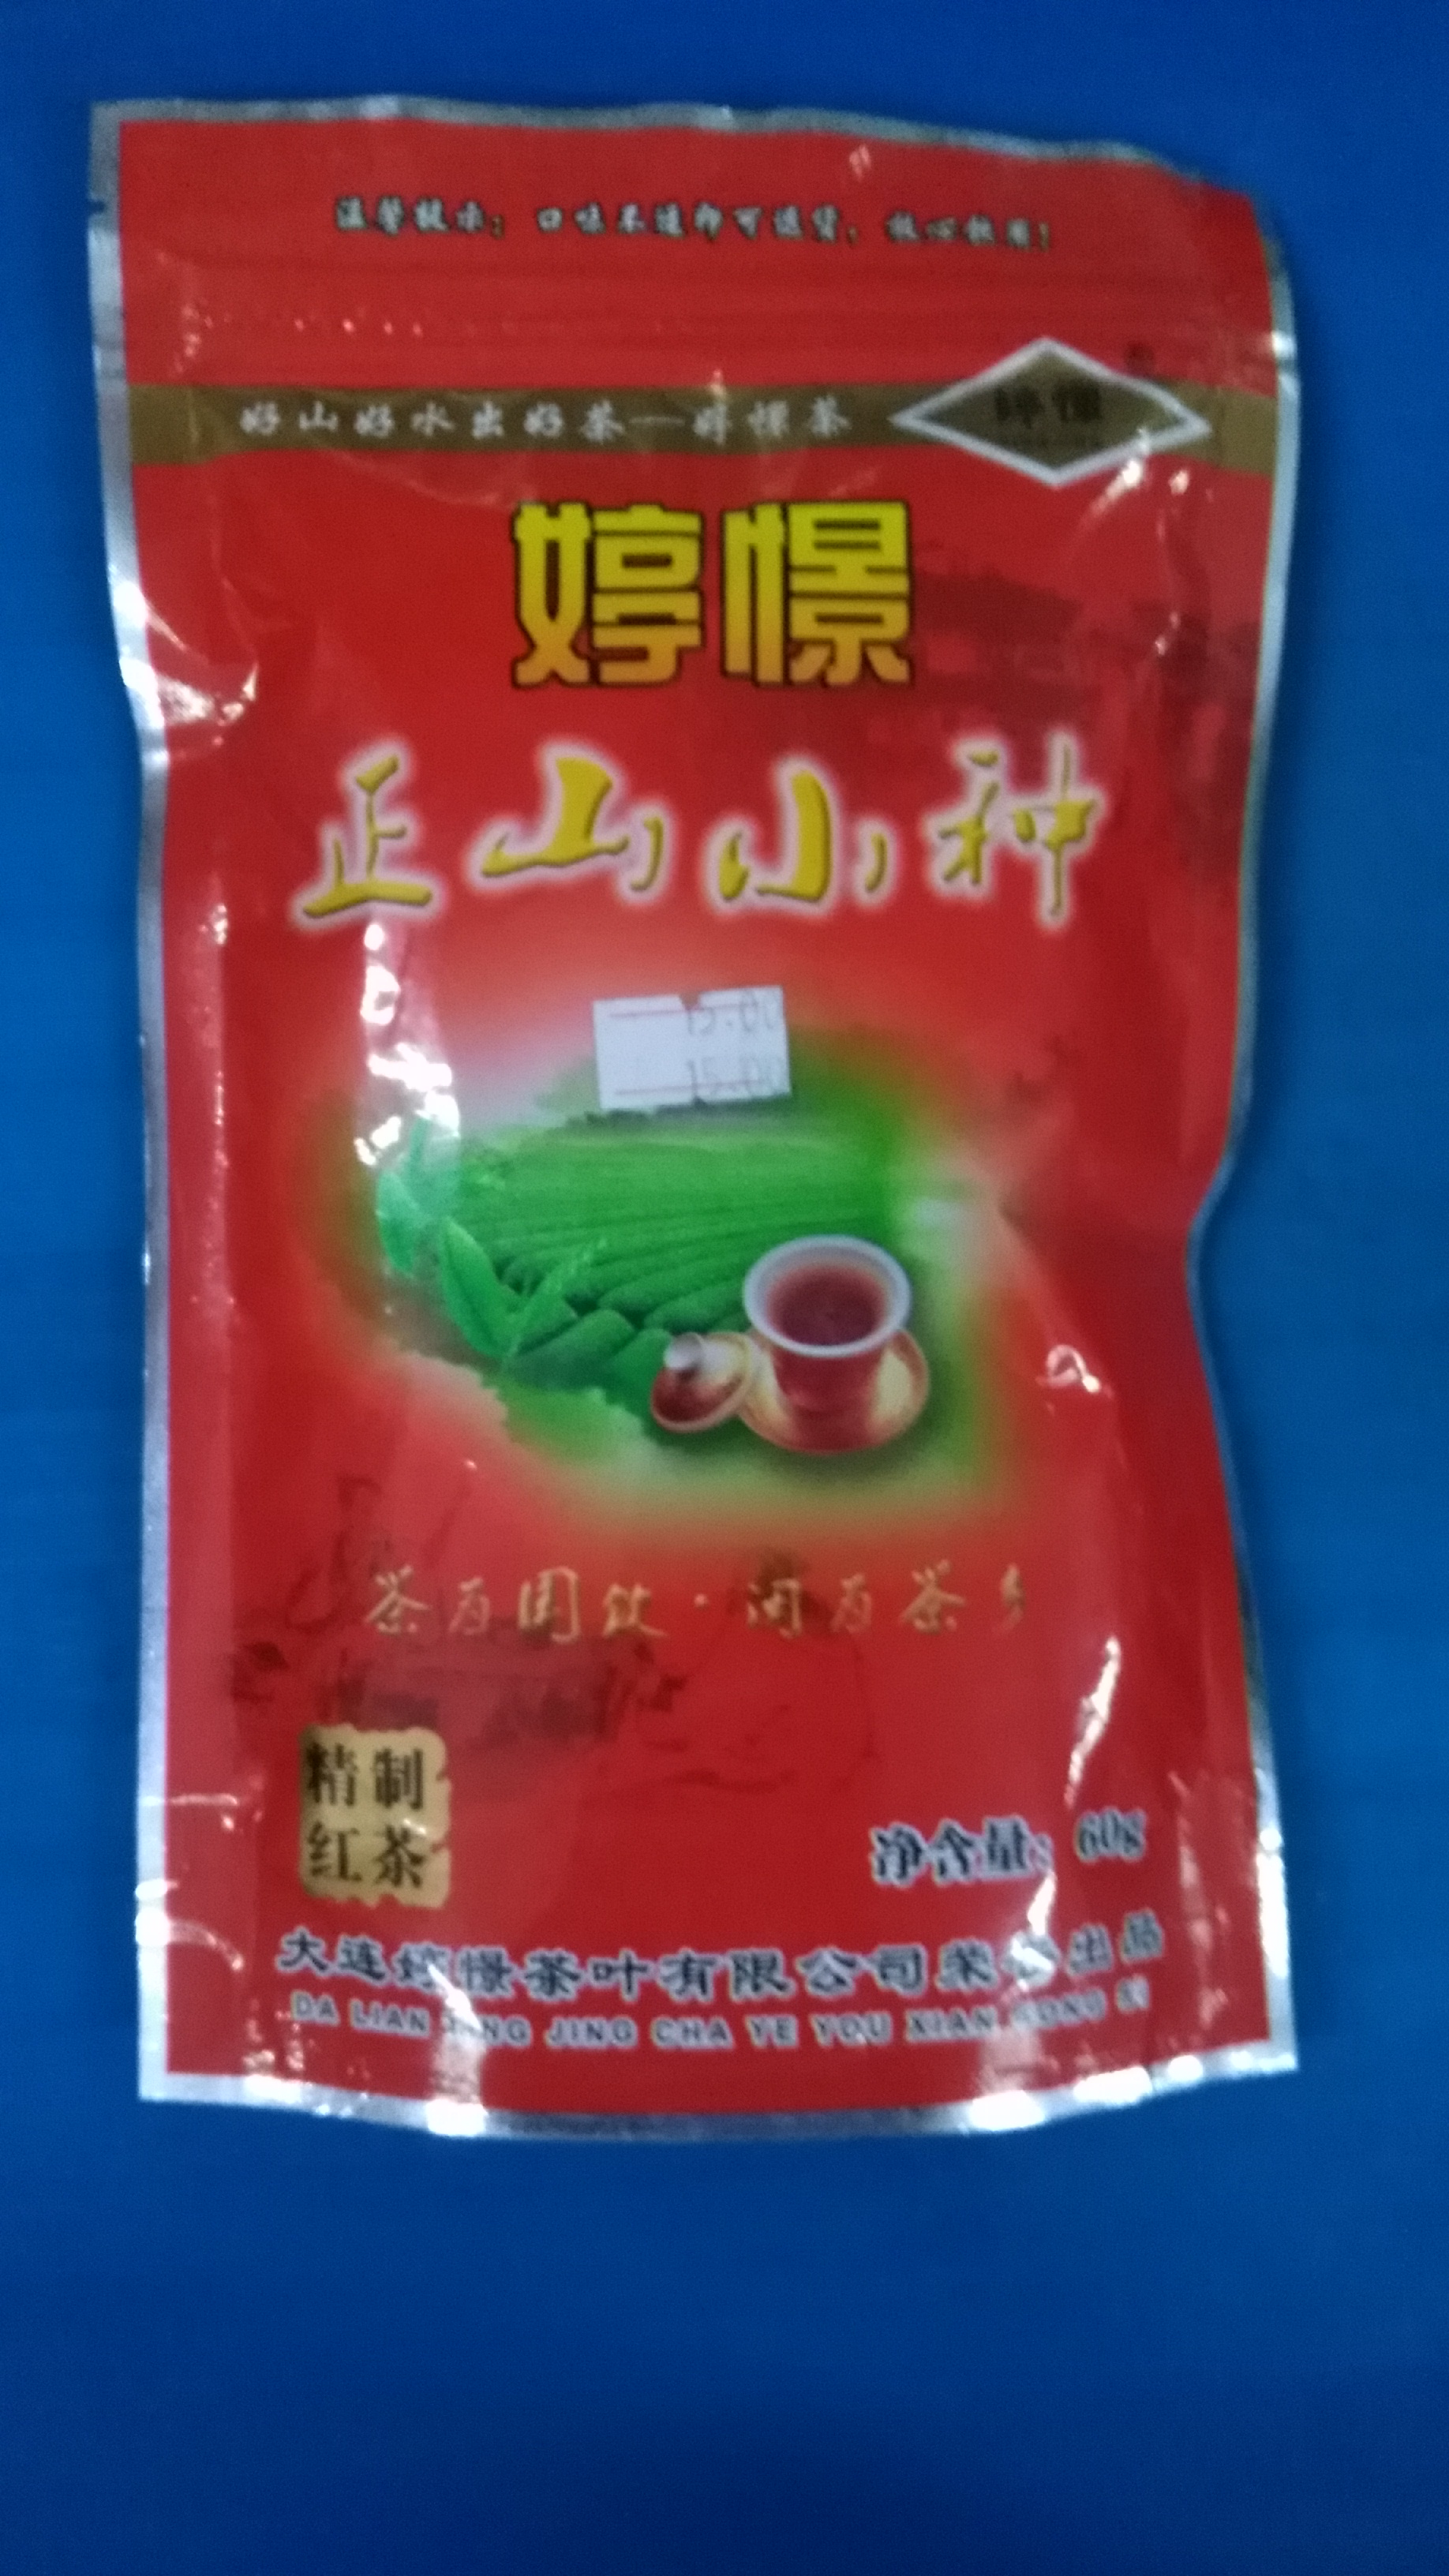 温馨提示：口味不适即可退货，放心饮用！
好山好水出好茶—婷憬茶
婷憬
婷憬
正山小种
15.00
15.00
茶为国饮·闽为茶乡
精制
红茶
净含量：60g
大连婷憬茶叶有限公司荣誉出品
DA LIAN TING JING CHA YE YOU XIAN GONG SI